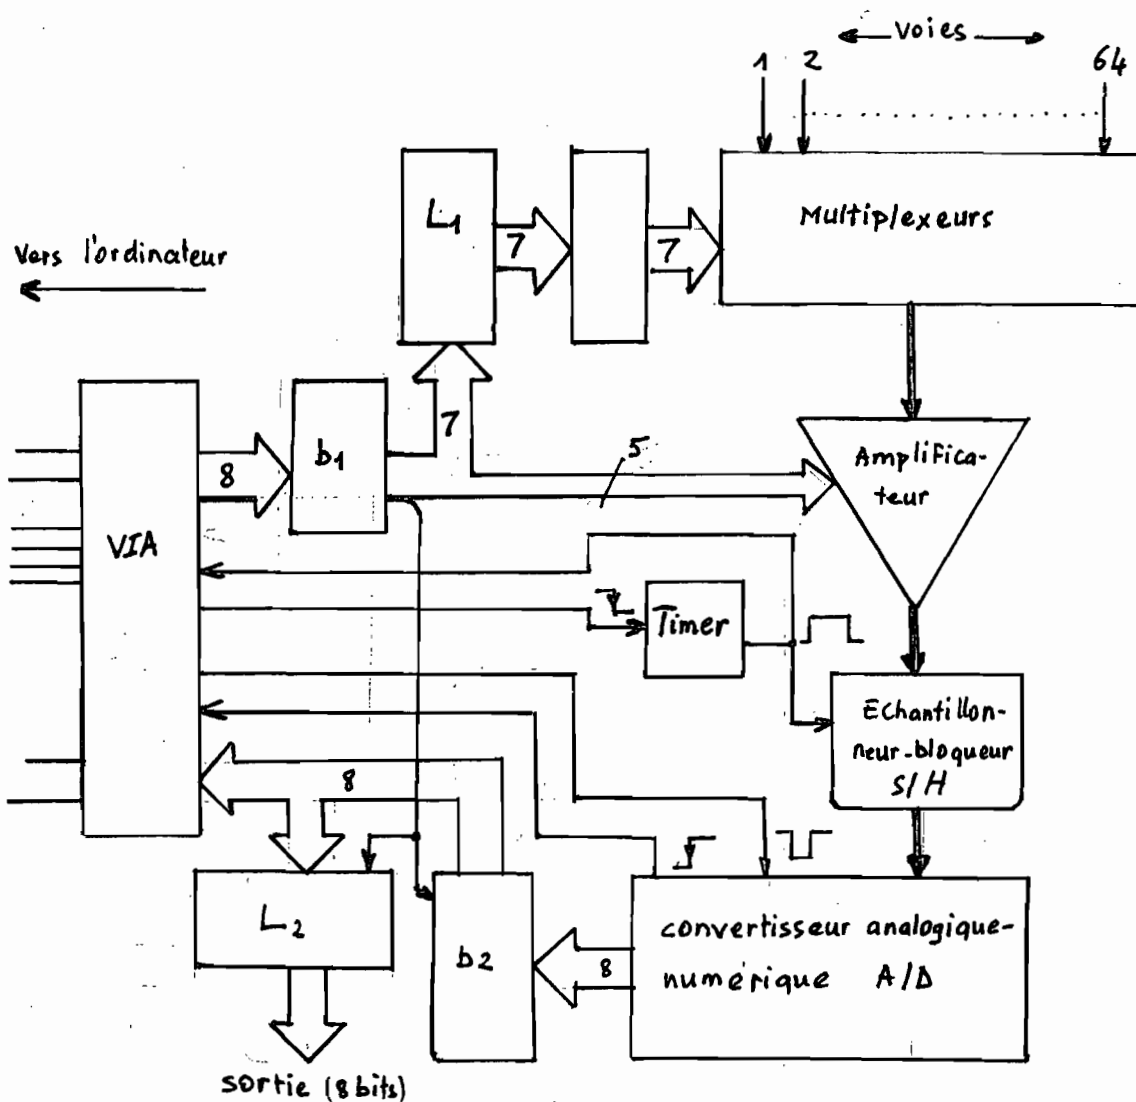 voies
1 2 64
L1
7
7
Multiplexeurs
Vers l'ordinateur
VIA
8
b1
7
5
Amplifica-
teur
Timer
Echantillon-
neur-bloqueur
S/H
8
L2
b2
8
convertisseur analogique-
numérique A/D
sortie (8 bits)